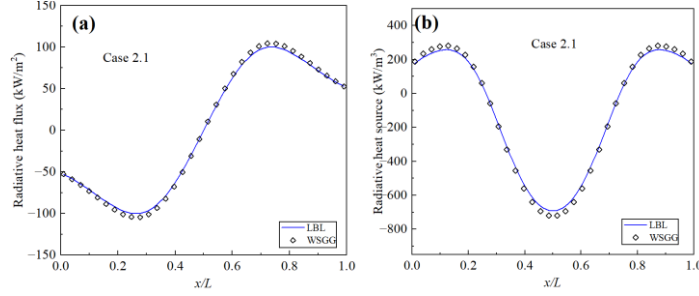 (a)
Case 2.1
Radiative heat flux (kW/m²)
150
100
50
0
−50
−100
−150
0.0 0.2 0.4 0.6 0.8 1.0
x/L
LBL
WSGG
(b)
Case 2.1
Radiative heat source (kW/m³)
400
200
0
−200
−400
−600
−800
0.0 0.2 0.4 0.6 0.8 1.0
x/L
LBL
WSGG